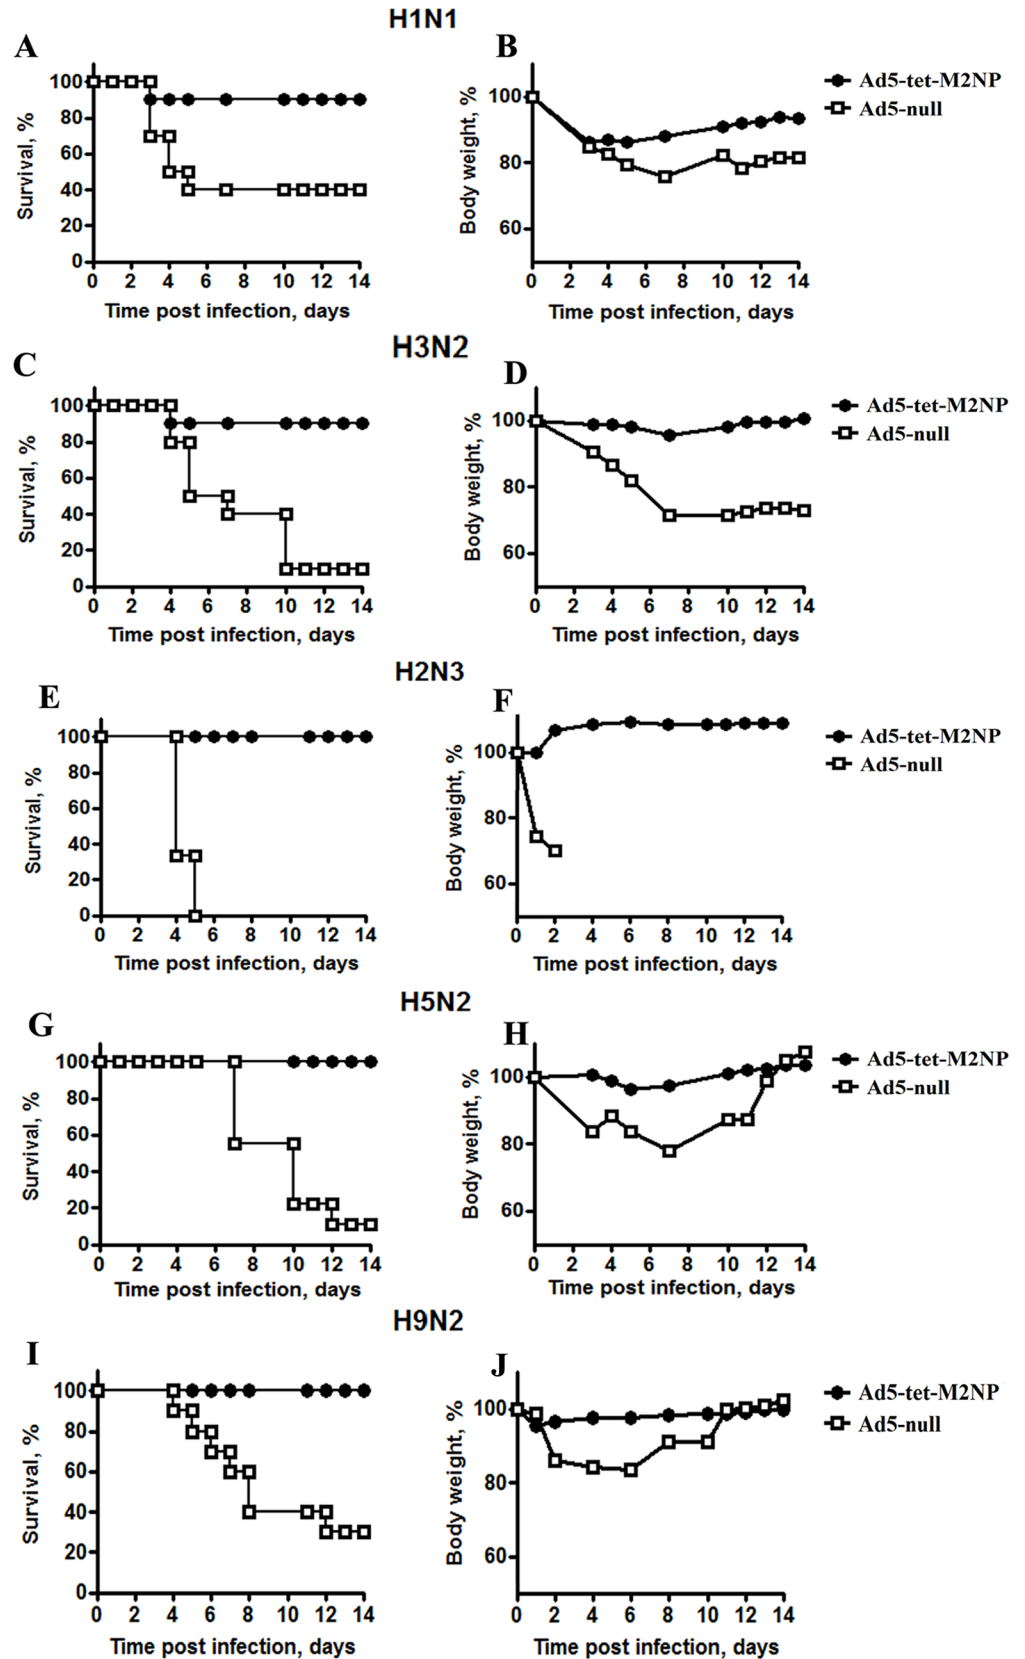 H1N1
A
B
100
80
60
40
20
0
Survival, %
0 2 4 6 8 10 12 14
Time post infection, days
100
80
60
Body weight, %
0 2 4 6 8 10 12 14
Time post infection, days
Ad5-tet-M2NP
Ad5-null
H3N2
C
D
100
80
60
40
20
0
Survival, %
0 2 4 6 8 10 12 14
Time post infection, days
100
80
60
Body weight, %
0 2 4 6 8 10 12 14
Time post infection, days
Ad5-tet-M2NP
Ad5-null
H2N3
E
F
100
80
60
40
20
0
Survival, %
0 2 4 6 8 10 12 14
Time post infection, days
100
80
60
Body weight, %
0 2 4 6 8 10 12 14
Time post infection, days
Ad5-tet-M2NP
Ad5-null
H5N2
G
H
100
80
60
40
20
0
Survival, %
0 2 4 6 8 10 12 14
Time post infection, days
100
80
60
Body weight, %
0 2 4 6 8 10 12 14
Time post infection, days
Ad5-tet-M2NP
Ad5-null
H9N2
I
J
100
80
60
40
20
0
Survival, %
0 2 4 6 8 10 12 14
Time post infection, days
100
80
60
Body weight, %
0 2 4 6 8 10 12 14
Time post infection, days
Ad5-tet-M2NP
Ad5-null